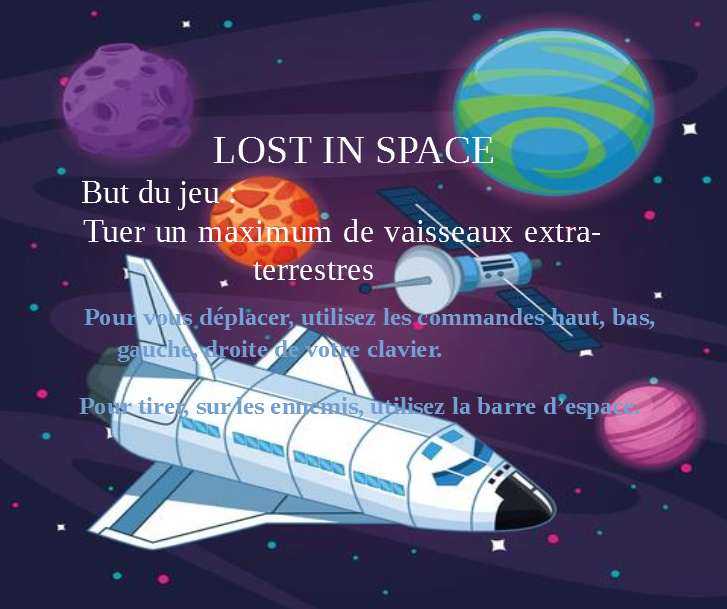 LOST IN SPACE
But du jeu :
Tuer un maximum de vaisseaux extra-
terrestres
Pour vous déplacer, utilisez les commandes haut, bas,
gauche, droite de votre clavier.
Pour tirer, sur les ennemis, utilisez la barre d’espace.